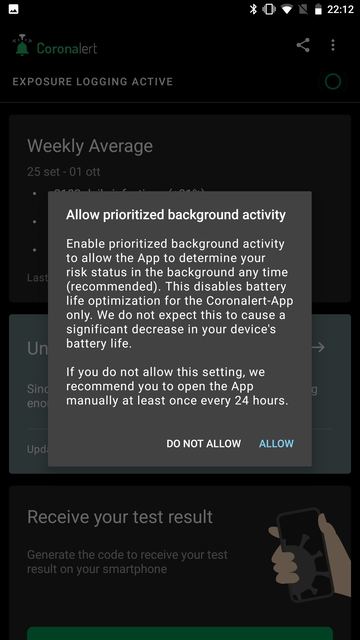 22:12
Coronalert
EXPOSURE LOGGING ACTIVE
Weekly Average
25 set - 01 ott
Allow prioritized background activity
Enable prioritized background activity
to allow the App to determine your
risk status in the background any time
(recommended). This disables battery
life optimization for the Coronalert-App
only. We do not expect this to cause a
significant decrease in your device's
battery life.
If you do not allow this setting, we
recommend you to open the App
manually at least once every 24 hours.
DO NOT ALLOW ALLOW
Receive your test result
Generate the code to receive your test
result on your smartphone